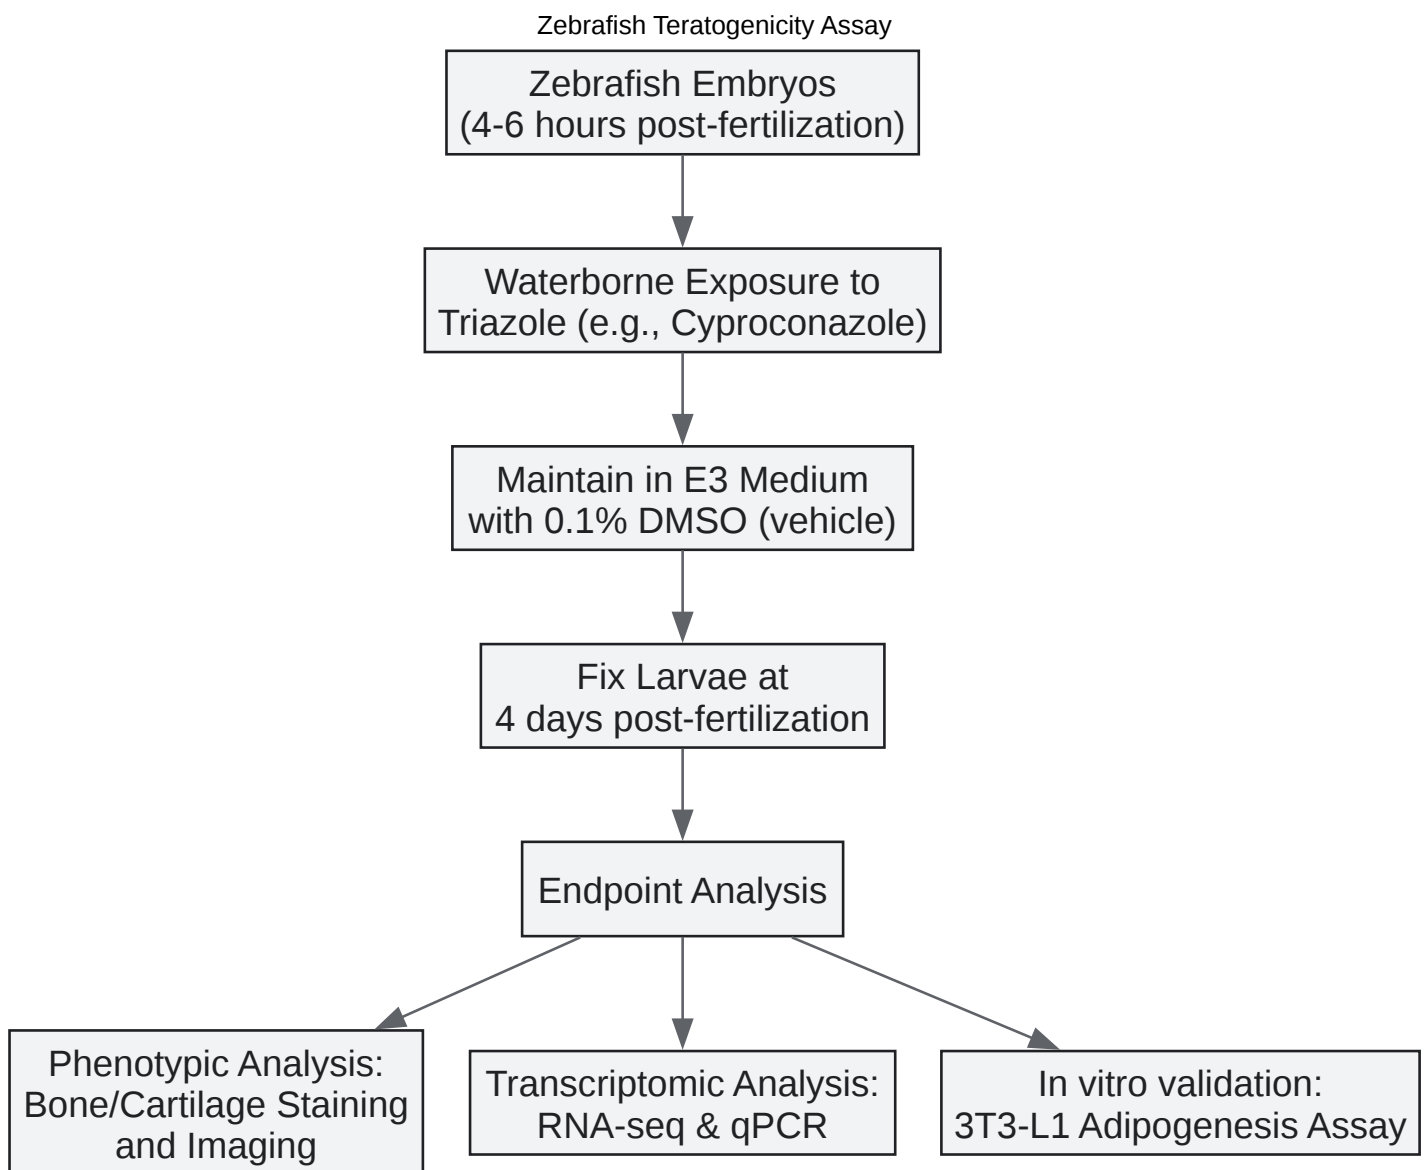 Zebrafish Teratogenicity Assay
Zebrafish Embryos
(4-6 hours post-fertilization)
Waterborne Exposure to
Triazole (e.g., Cyproconazole)
Maintain in E3 Medium
with 0.1% DMSO (vehicle)
Fix Larvae at
4 days post-fertilization
Endpoint Analysis
Phenotypic Analysis:
Bone/Cartilage Staining
and Imaging
Transcriptomic Analysis:
RNA-seq & qPCR
In vitro validation:
3T3-L1 Adipogenesis Assay